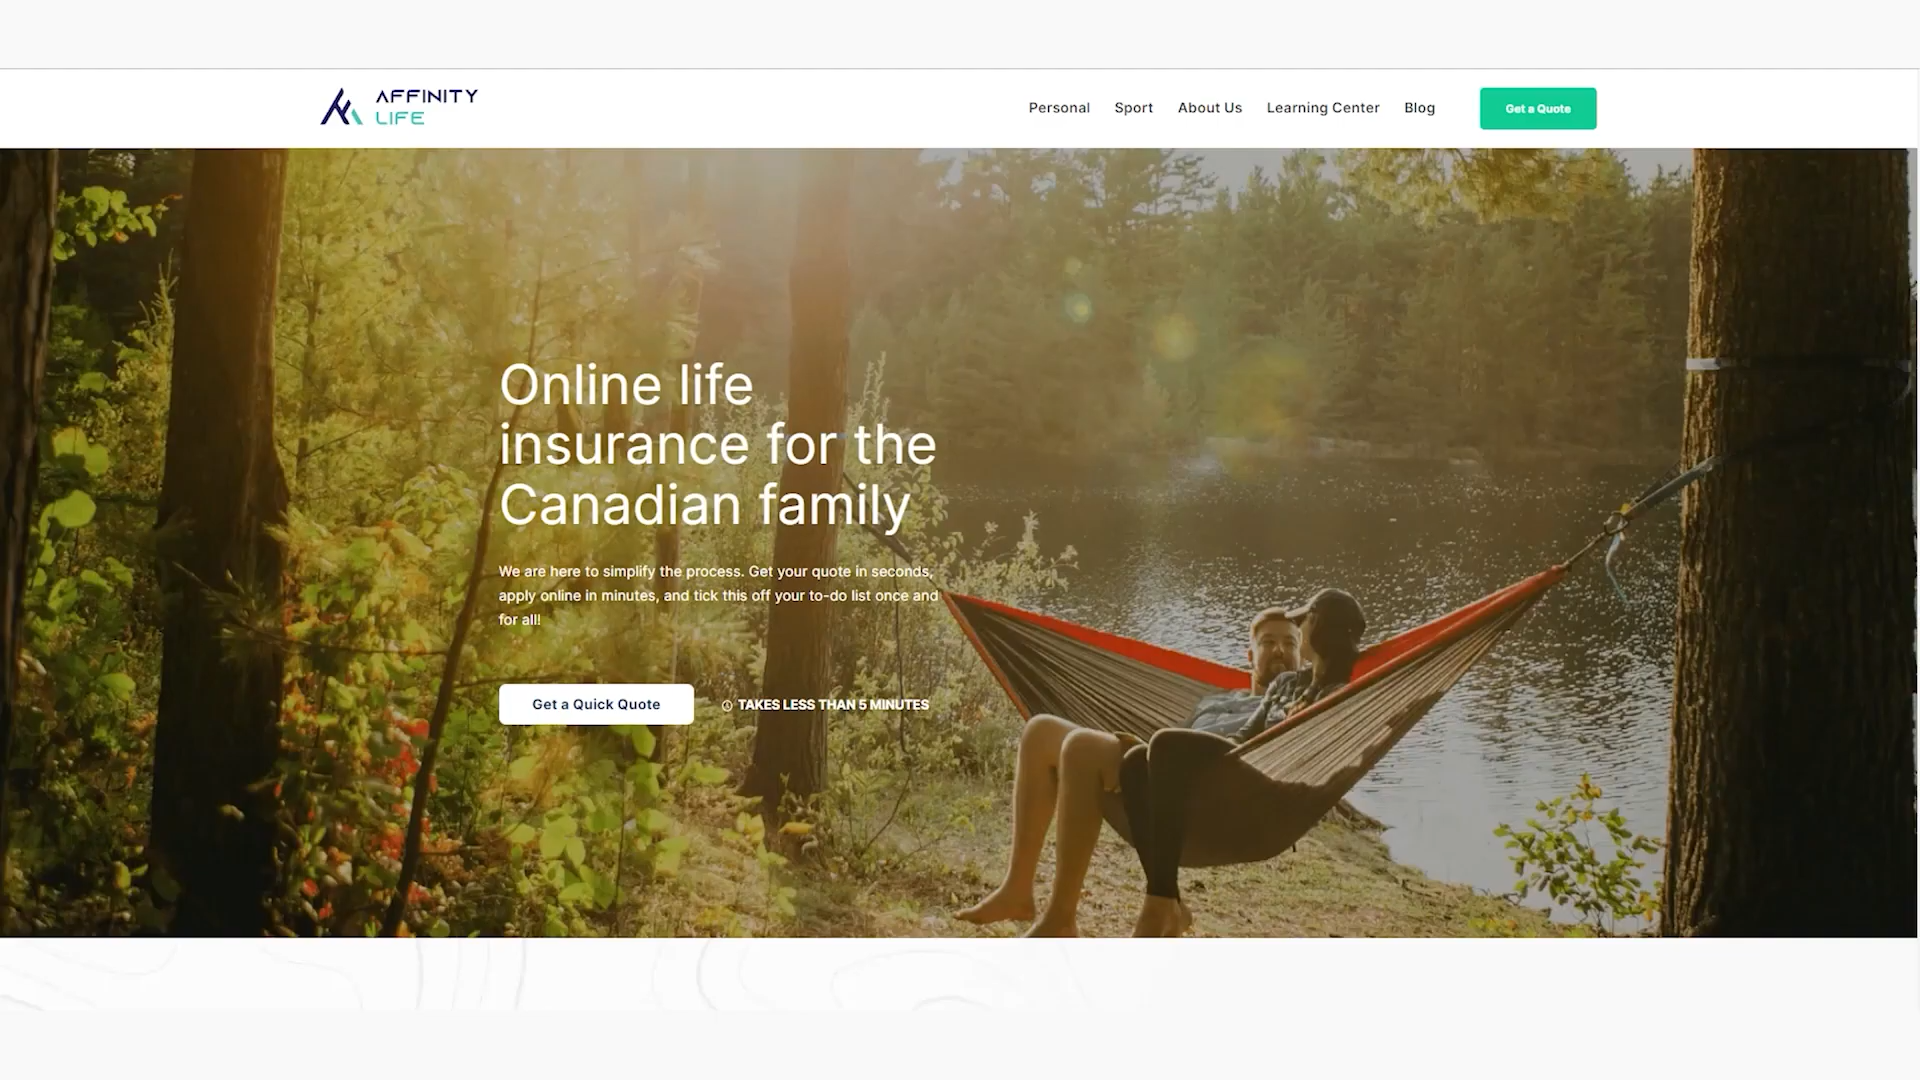 AFFINITY
LIFE
Personal Sport About Us Learning Center Blog Get a Quote
Online life
insurance for the
Canadian family
We are here to simplify the process. Get your quote in seconds,
apply online in minutes, and tick this off your to-do list once and
for all!
Get a Quick Quote TAKES LESS THAN 5 MINUTES